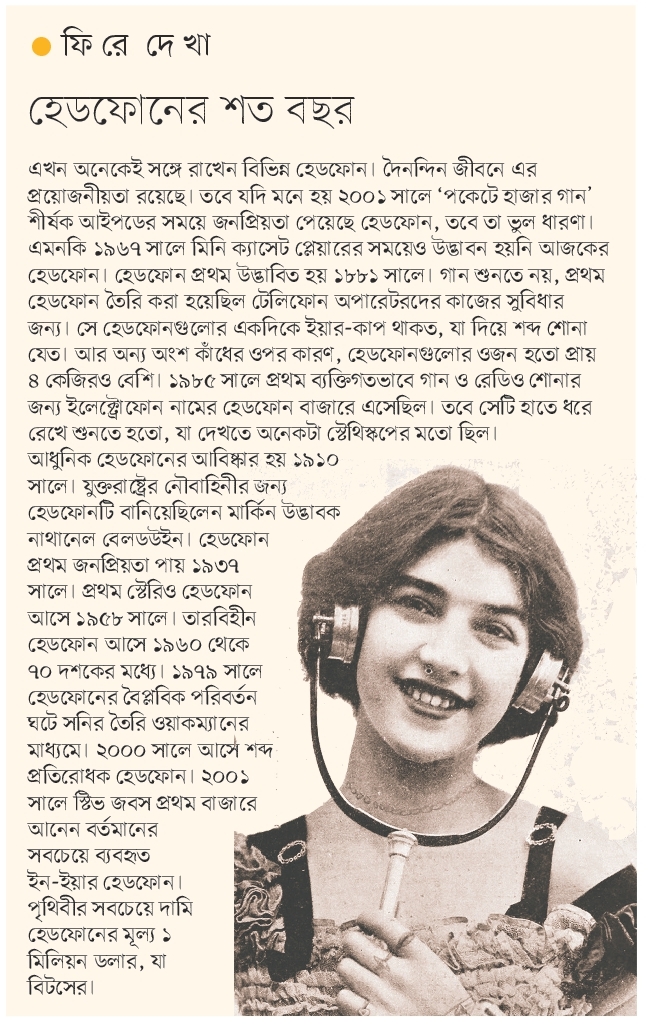 ফিরে দেখা
হেডফোনের শত বছর
এখন অনেকেই সঙ্গে রাখেন বিভিন্ন হেডফোন। দৈনন্দিন জীবনে এর
প্রয়োজনীয়তা রয়েছে। তবে যদি মনে হয় ২০০১ সালে ‘পকেটে হাজার গান’
শীর্ষক আইপডের সময়ে জনপ্রিয়তা পেয়েছে হেডফোন, তবে তা ভুল ধারণা।
এমনকি ১৯৬৭ সালে মিনি ক্যাসেট প্লেয়ারের সময়েও উদ্ভাবন হয়নি আজকের
হেডফোন। হেডফোন প্রথম উদ্ভাবিত হয় ১৮৮১ সালে। গান শুনতে নয়, প্রথম
হেডফোন তৈরি করা হয়েছিল টেলিফোন অপারেটরদের কাজের সুবিধার
জন্য। সে হেডফোনগুলোর একদিকে ইয়ার-কাপ থাকত, যা দিয়ে শব্দ শোনা
যেত। আর অন্য অংশ কাঁধের ওপর কারণ, হেডফোনগুলোর ওজন হতো প্রায়
৪ কেজিরও বেশি। ১৯৮৫ সালে প্রথম ব্যক্তিগতভাবে গান ও রেডিও শোনার
জন্য ইলেক্ট্রোফোন নামের হেডফোন বাজারে এসেছিল। তবে সেটি হাতে ধরে
রেখে শুনতে হতো, যা দেখতে অনেকটা স্টেথিস্কপের মতো ছিল।
আধুনিক হেডফোনের আবিষ্কার হয় ১৯১০
সালে। যুক্তরাষ্ট্রের নৌবাহিনীর জন্য
হেডফোনটি বানিয়েছিলেন মার্কিন উদ্ভাবক
নাথানেল বেলডউইন। হেডফোন
প্রথম জনপ্রিয়তা পায় ১৯৩৭
সালে। প্রথম স্টেরিও হেডফোন
আসে ১৯৫৮ সালে। তারবিহীন
হেডফোন আসে ১৯৬০ থেকে
৭০ দশকের মধ্যে। ১৯৭৯ সালে
হেডফোনের বৈপ্লবিক পরিবর্তন
ঘটে সনির তৈরি ওয়াকম্যানের
মাধ্যমে। ২০০০ সালে আসে শব্দ
প্রতিরোধক হেডফোন। ২০০১
সালে স্টিভ জবস প্রথম বাজারে
আনেন বর্তমানের
সবচেয়ে ব্যবহৃত
ইন-ইয়ার হেডফোন।
পৃথিবীর সবচেয়ে দামি
হেডফোনের মূল্য ১
মিলিয়ন ডলার, যা
বিটসের।